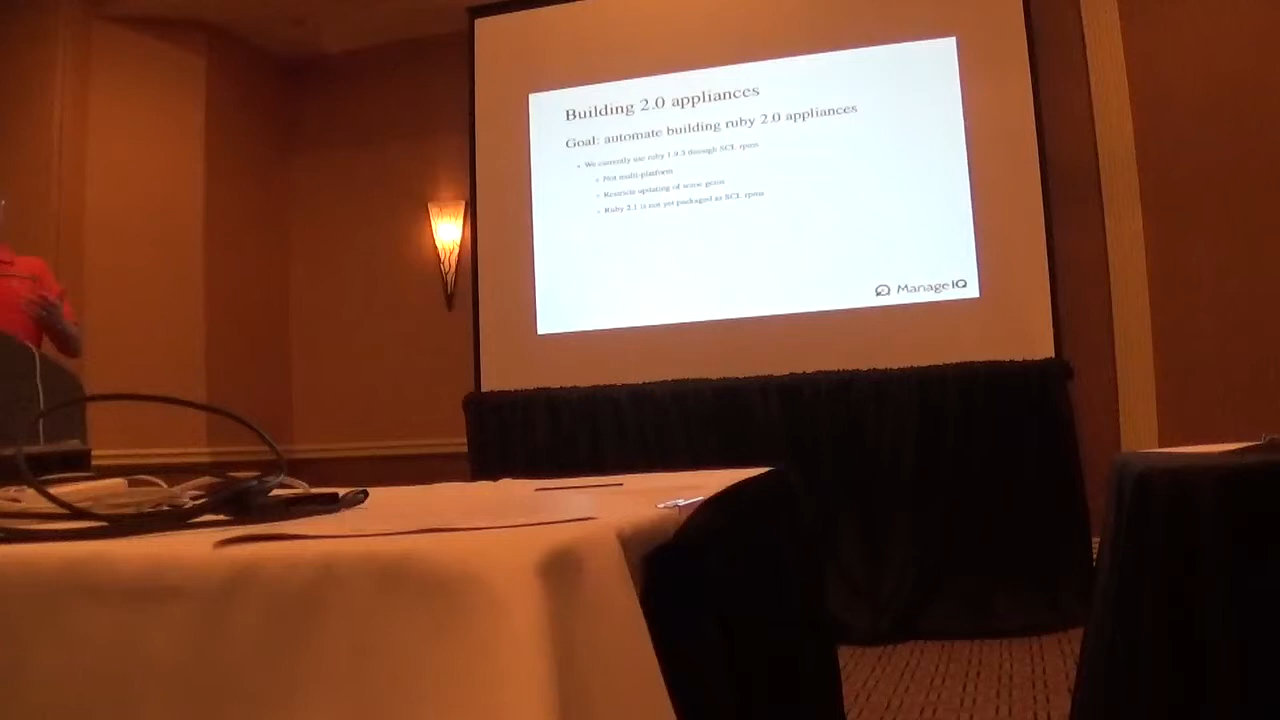 Building 2.0 appliances
Goal: automate building ruby 2.0 appliances
We currently use ruby 1.9.3 through SCL rpms
Not multi-platform
Restricts updating of some gems
Ruby 2.1 is not yet packaged as SCL rpms
ManageIQ